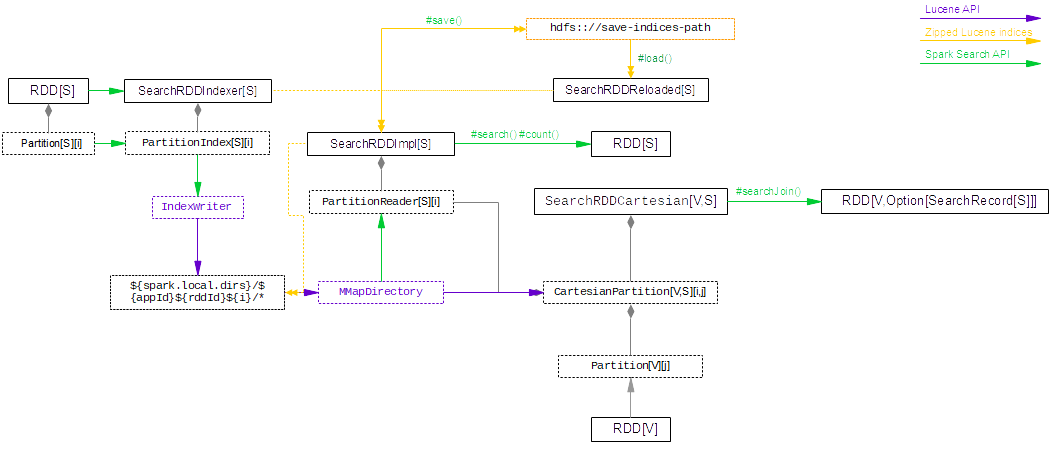 Lucene API
#save()
hdfs:://save-indices-path
Zipped Lucane indices
#load()
Spark Search API
RDD[S]
SearchRDDIndexer[S]
SearchRDDReloaded[S]
Partition[S][i]
PartitionIndex[S][i]
SearchRDDImpl[S]
#search() #count()
RDD[S]
IndexWriter
PartitionReader[S][i]
SearchRDDCartesian[V,S]
#searchJoin()
RDD[V,Option[SearchRecord[S]]]
${spark.local.dirs}/$
{appId}${rddId}${i}/*
MMapDirectory
CartesianPartition[V,S][i,j]
Partition[V][j]
RDD[V]